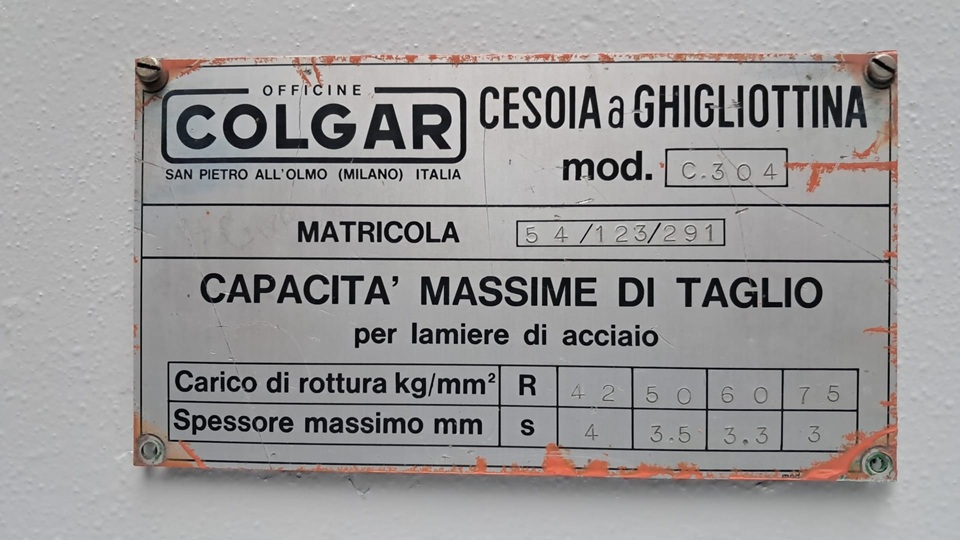 OFFICINE
COLGAR
SAN PIETRO ALL'OLMO (MILANO) ITALIA
CESOIA a GHIGLIOTTINA
mod. C.304
MATRICOLA 54/123/291
CAPACITA' MASSIME DI TAGLIO
per lamiere di acciaio
Carico di rottura kg/mm² R 42 50 60 75
Spessore massimo mm s 4 3.5 3.3 3